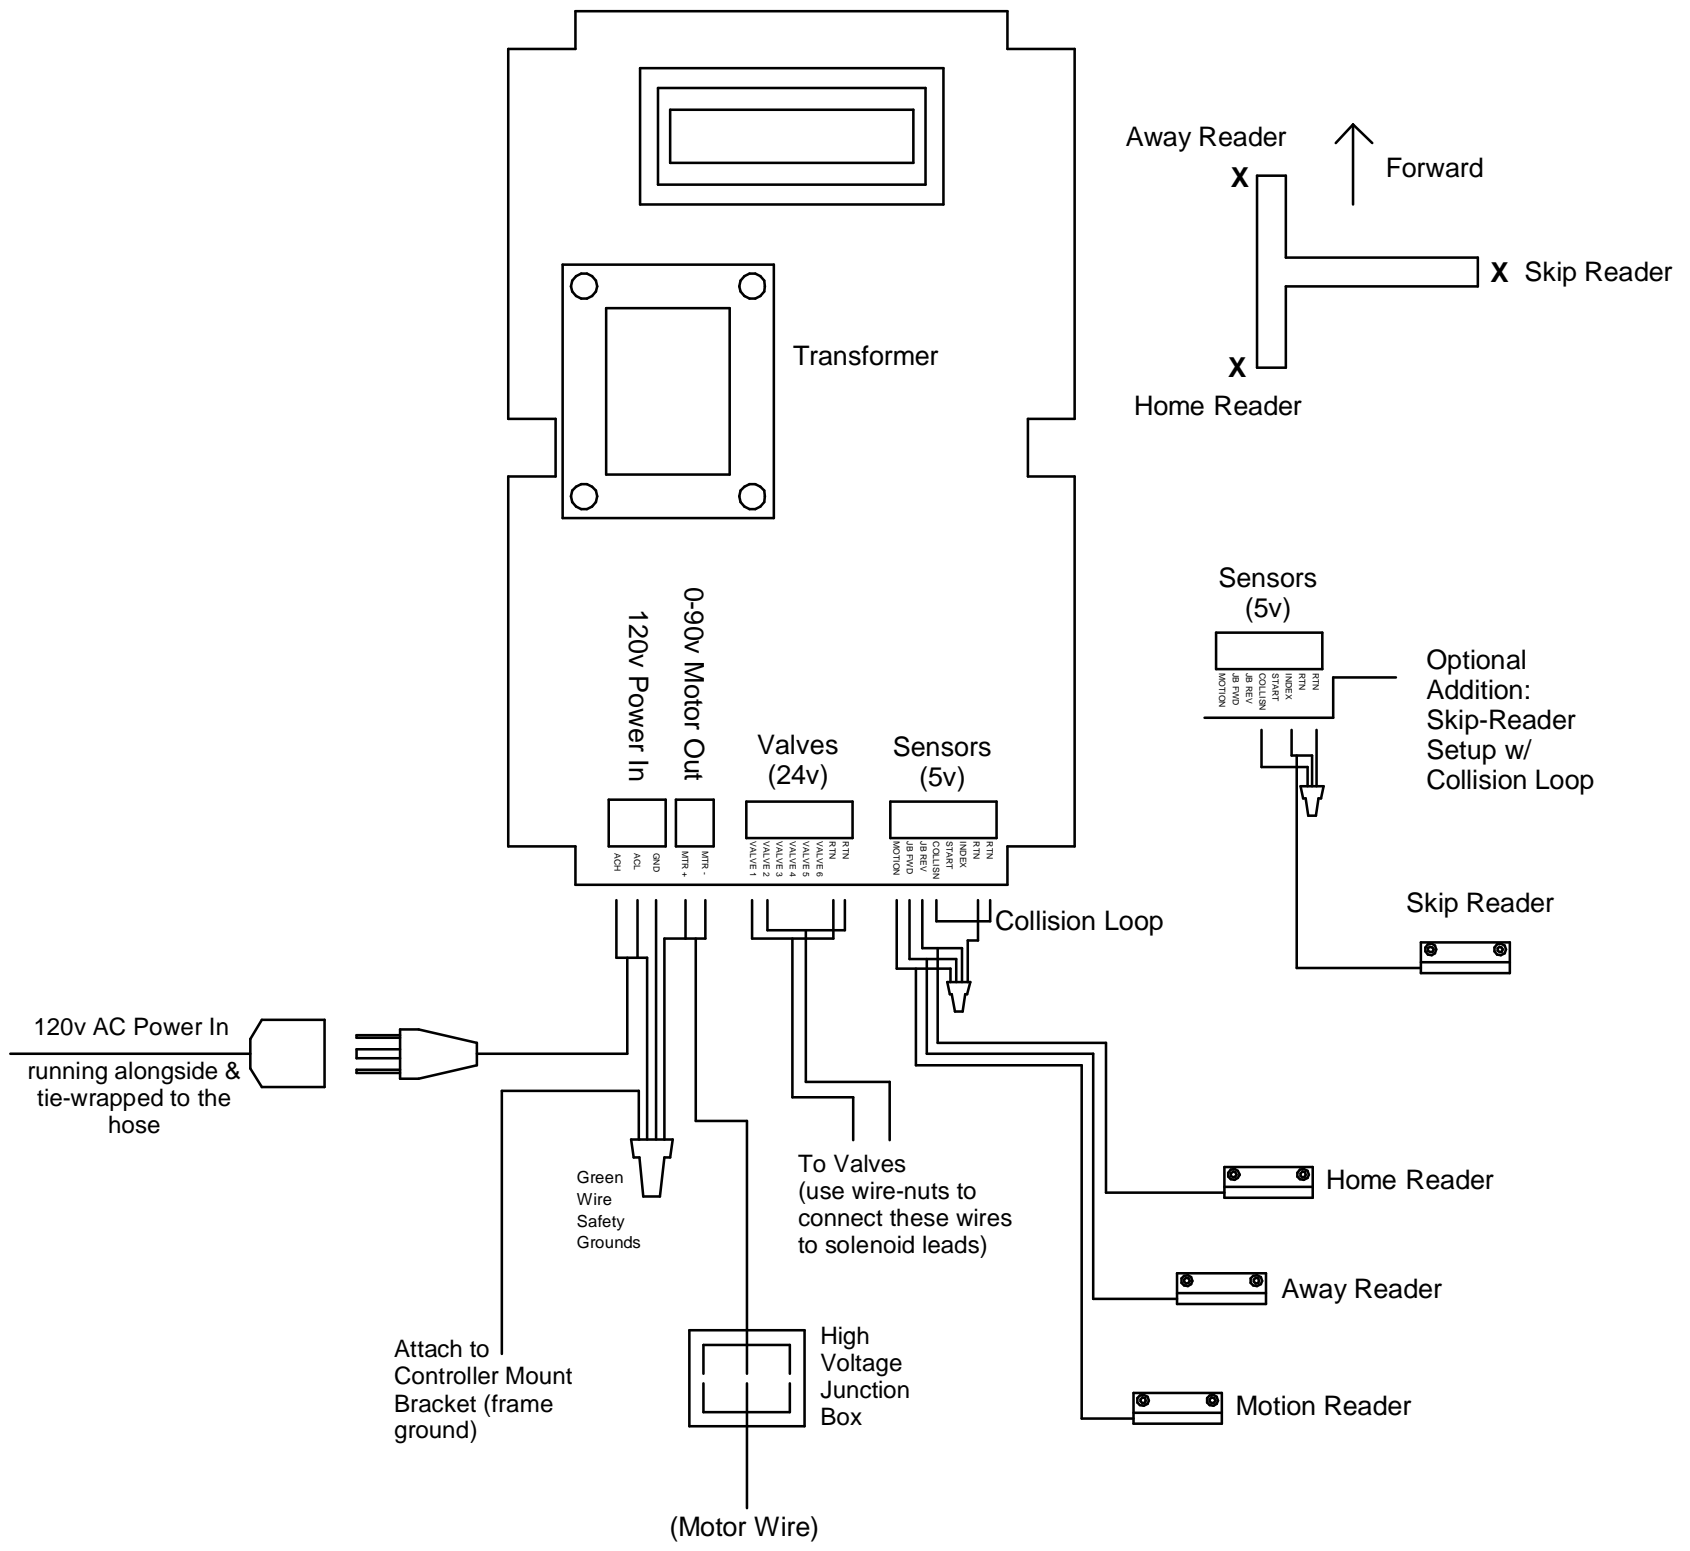 Away Reader
Forward
X
X Skip Reader
X
Home Reader
Transformer
120v Power In
0-90v Motor Out
Valves
(24v)
Sensors
(5v)
ACH
ACL
GND
MTR +
MTR -
VALVE 1
VALVE 2
VALVE 3
VALVE 4
VALVE 5
VALVE 6
RTN
RTN
MOTION
JB FWD
JB REV
COLLISN
START
INDEX
RTN
RTN
Collision Loop
Sensors
(5v)
MOTION
JB FWD
JB REV
COLLISN
START
INDEX
RTN
RTN
Optional
Addition:
Skip-Reader
Setup w/
Collision Loop
Skip Reader
120v AC Power In
running alongside &
tie-wrapped to the
hose
Green
Wire
Safety
Grounds
To Valves
(use wire-nuts to
connect these wires
to solenoid leads)
Home Reader
Away Reader
Motion Reader
Attach to
Controller Mount
Bracket (frame
ground)
High
Voltage
Junction
Box
(Motor Wire)